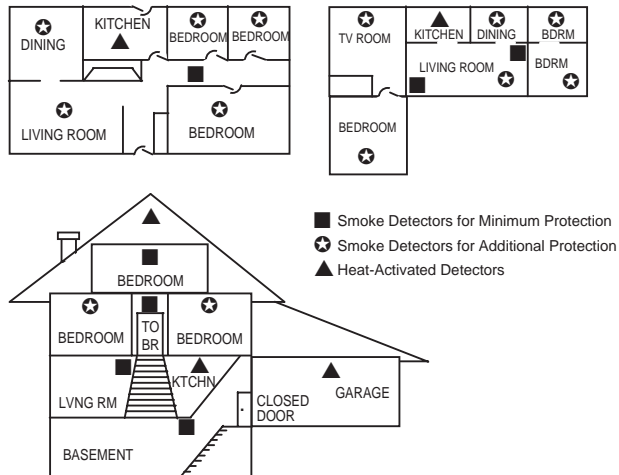 KITCHEN
DINING
BEDROOM
BEDROOM
LIVING ROOM
BEDROOM
TV ROOM
KITCHEN
DINING
BDRM
LIVING ROOM
BDRM
BEDROOM
Smoke Detectors for Minimum Protection
Smoke Detectors for Additional Protection
Heat-Activated Detectors
BEDROOM
BEDROOM
TO
BR
BEDROOM
LVNG RM
KTCHN
CLOSED
DOOR
GARAGE
BASEMENT